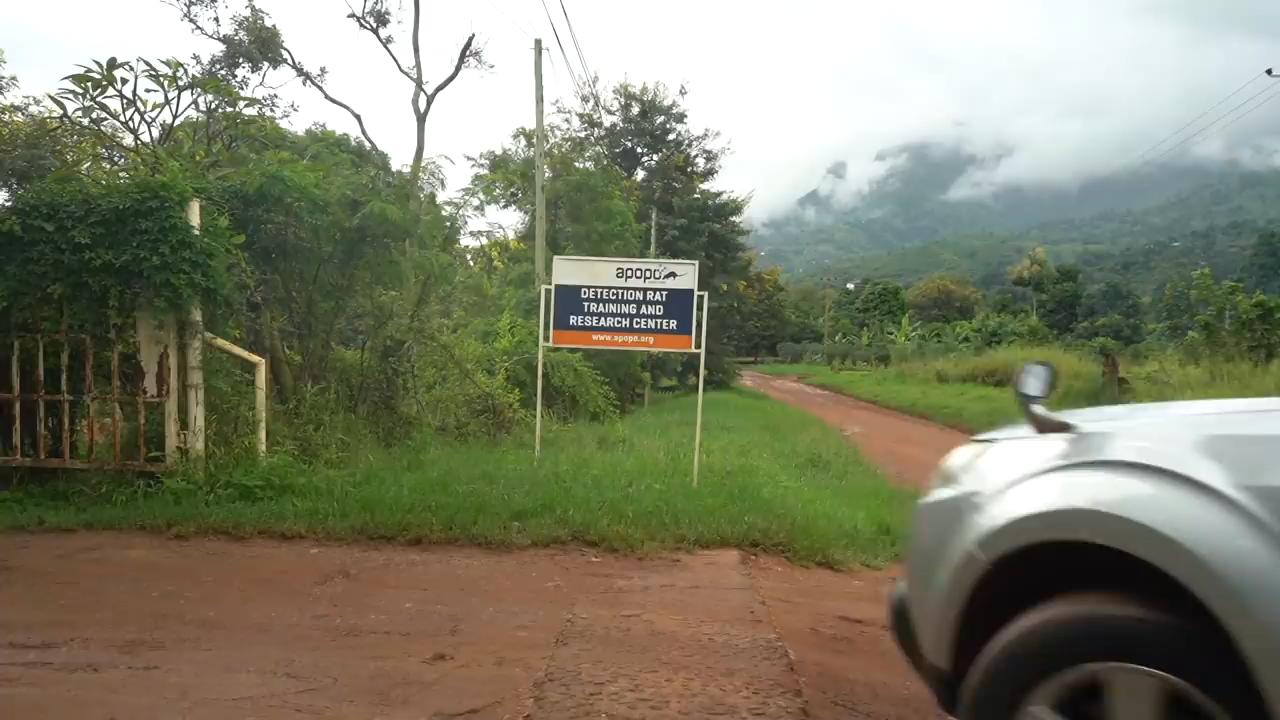 apopo
DETECTION RAT
TRAINING AND
RESEARCH CENTER
www.apopo.org